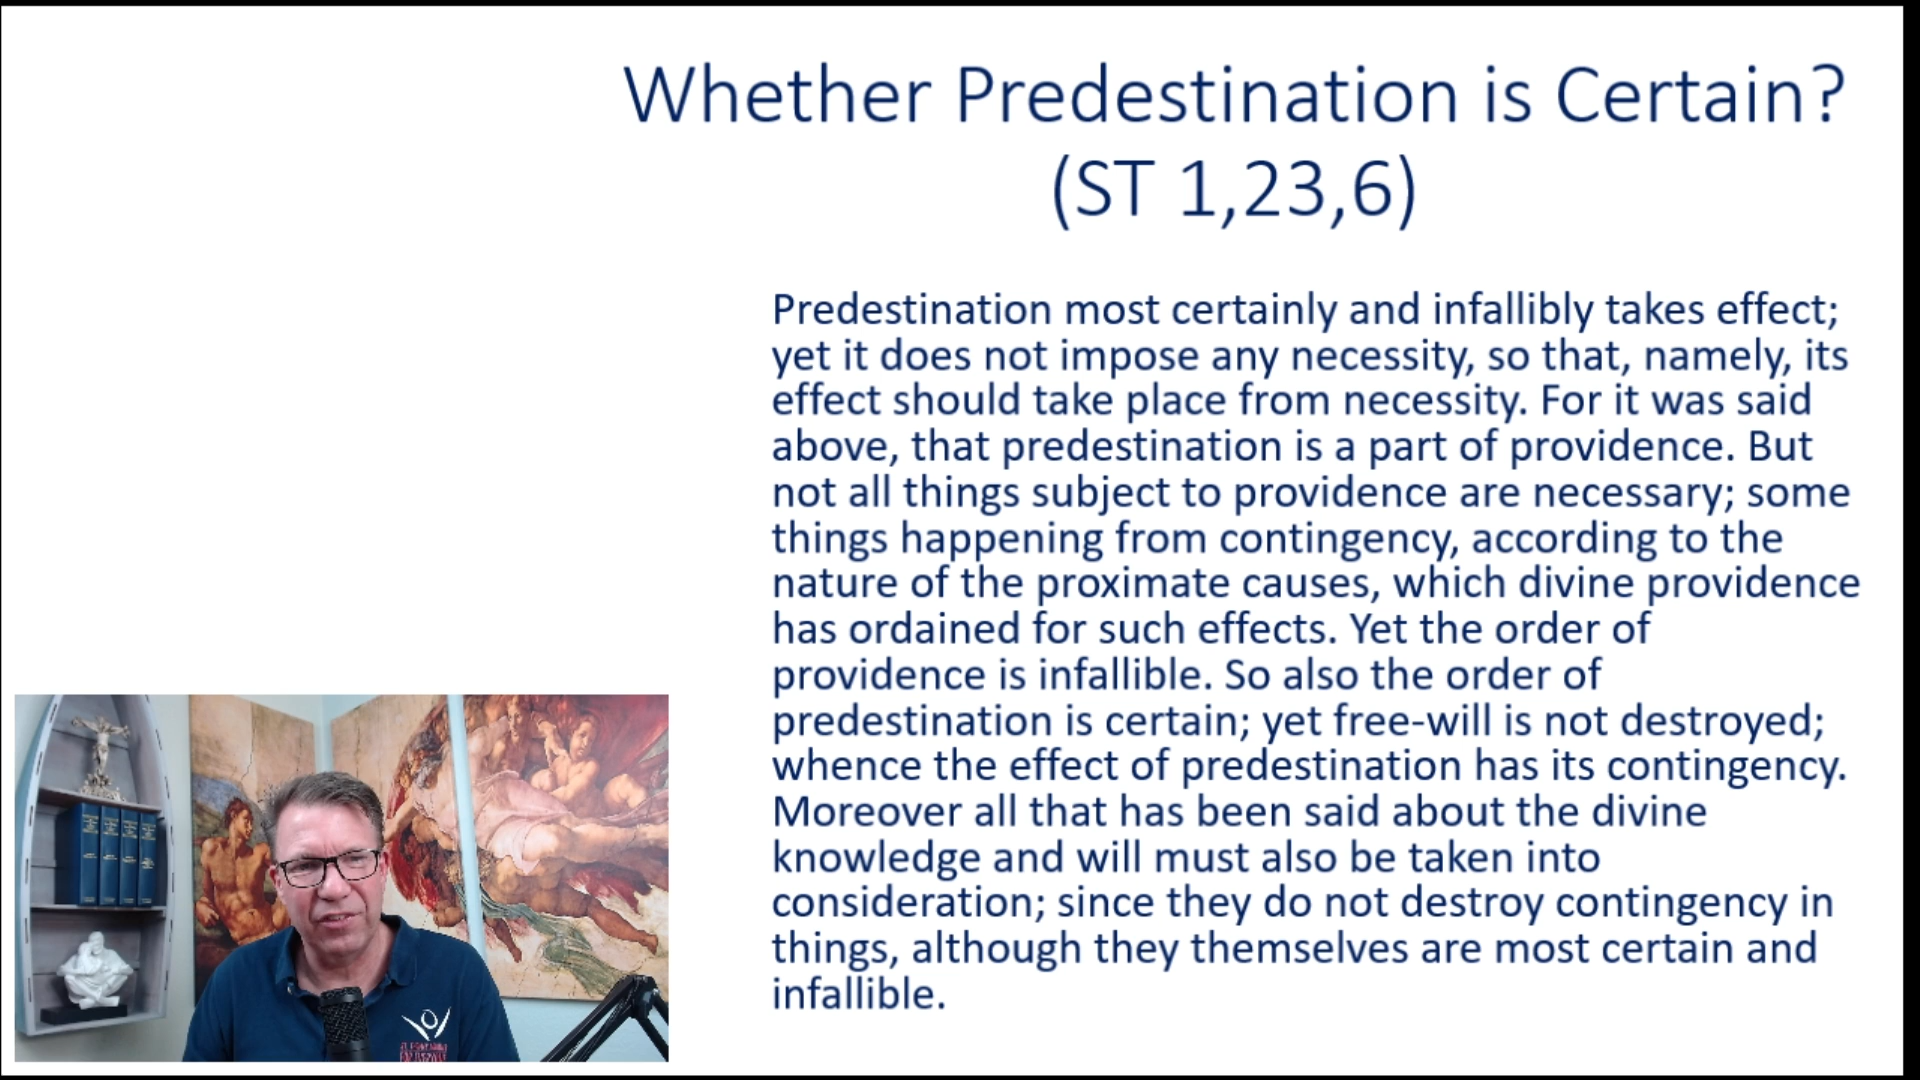 Whether Predestination is Certain?
(ST 1,23,6)
Predestination most certainly and infallibly takes effect;
yet it does not impose any necessity, so that, namely, its
effect should take place from necessity. For it was said
above, that predestination is a part of providence. But
not all things subject to providence are necessary; some
things happening from contingency, according to the
nature of the proximate causes, which divine providence
has ordained for such effects. Yet the order of
providence is infallible. So also the order of
predestination is certain; yet free-will is not destroyed;
whence the effect of predestination has its contingency.
Moreover all that has been said about the divine
knowledge and will must also be taken into
consideration; since they do not destroy contingency in
things, although they themselves are most certain and
infallible.